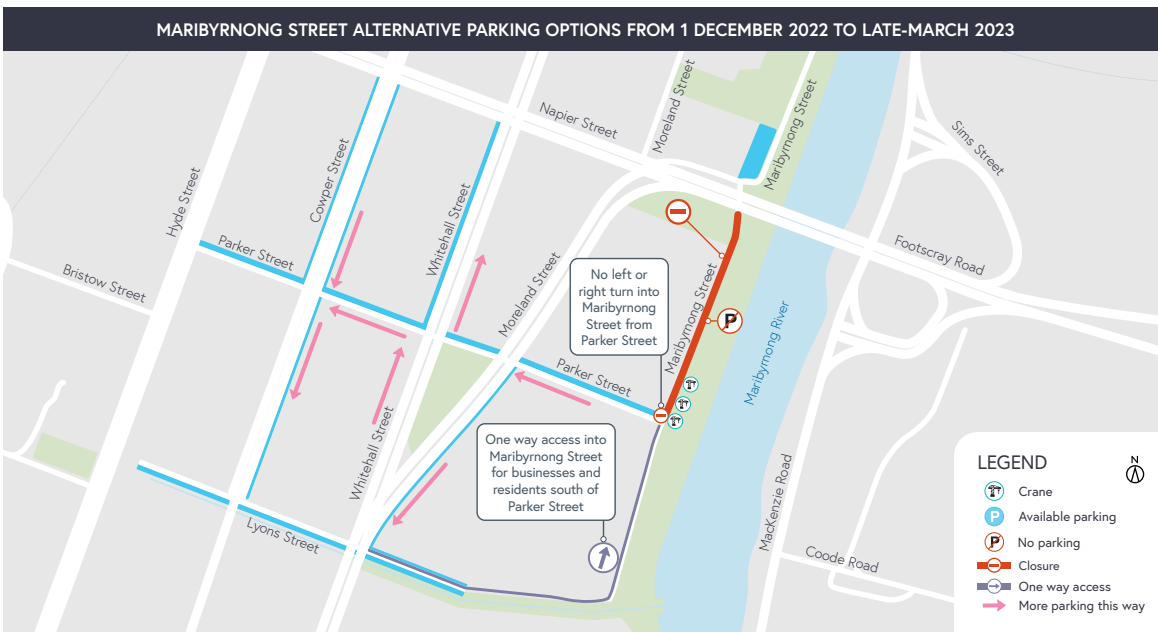 MARIBYRNONG STREET ALTERNATIVE PARKING OPTIONS FROM 1 DECEMBER 2022 TO LATE-MARCH 2023
Napier Street
Moreland Street
Maribyrnong Street
Sims Street
Cowper Street
Hyde Street
Whitehall Street
Parker Street
Bristow Street
Moreland Street
Footscray Road
No left or
right turn into
Maribyrnong
Street from
Parker Street
Maribyrnong Street
P
Maribyrnong River
Parker Street
Whitehall Street
One way access into
Maribyrnong Street
for businesses and
residents south of
Parker Street
Lyons Street
MacKenzie Road
Coode Road
LEGEND
N
Crane
P Available parking
P No parking
Closure
One way access
More parking this way